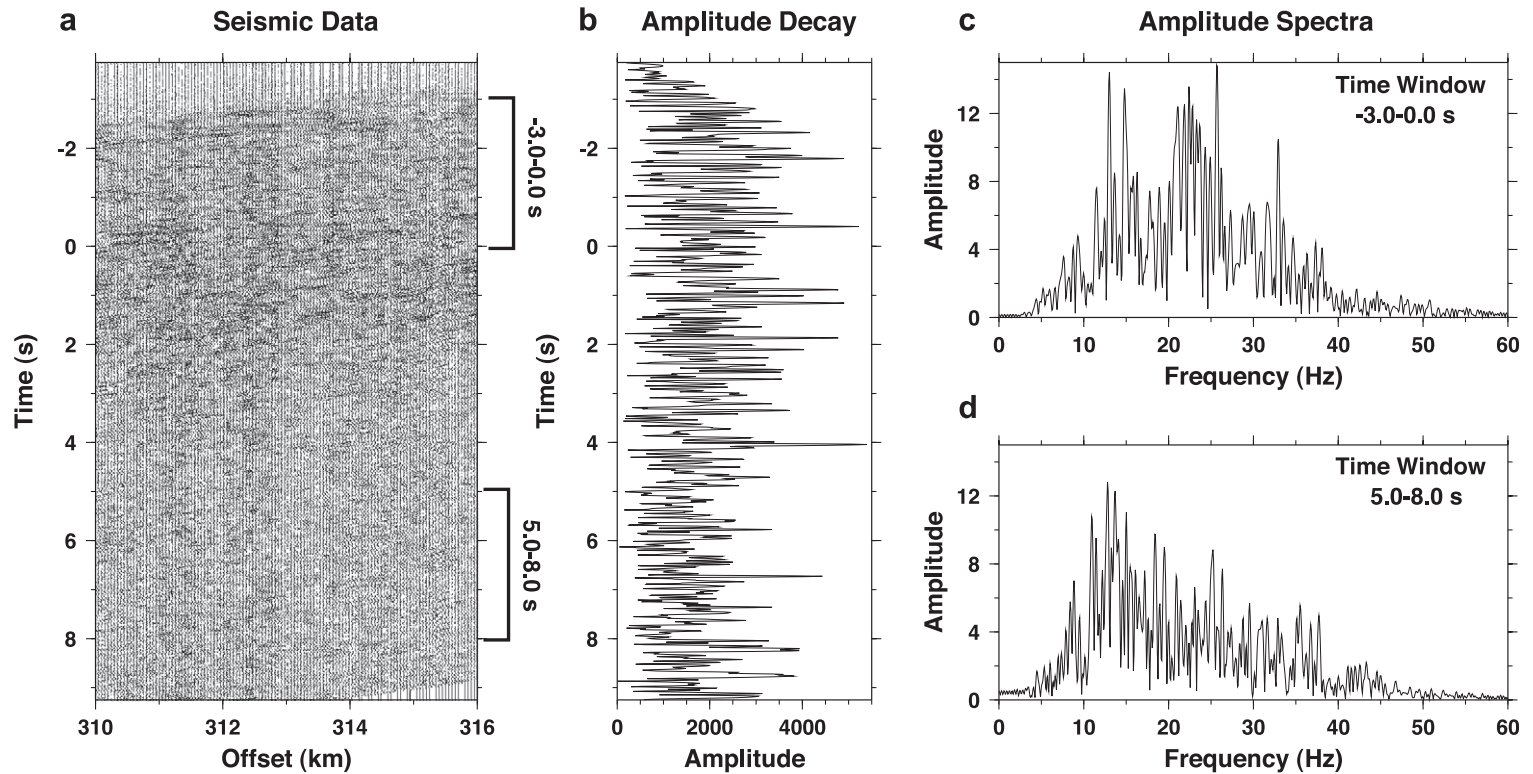 a Seismic Data
-2
0
2
4
6
8
Time (s)
310 312 314 316
Offset (km)
-3.0-0.0 s
5.0-8.0 s
b Amplitude Decay
-2
0
2
4
6
8
Time (s)
0 2000 4000
Amplitude
c Amplitude Spectra
Time Window
-3.0-0.0 s
12
8
4
0
Amplitude
0 10 20 30 40 50 60
Frequency (Hz)
d
Time Window
5.0-8.0 s
12
8
4
0
Amplitude
0 10 20 30 40 50 60
Frequency (Hz)